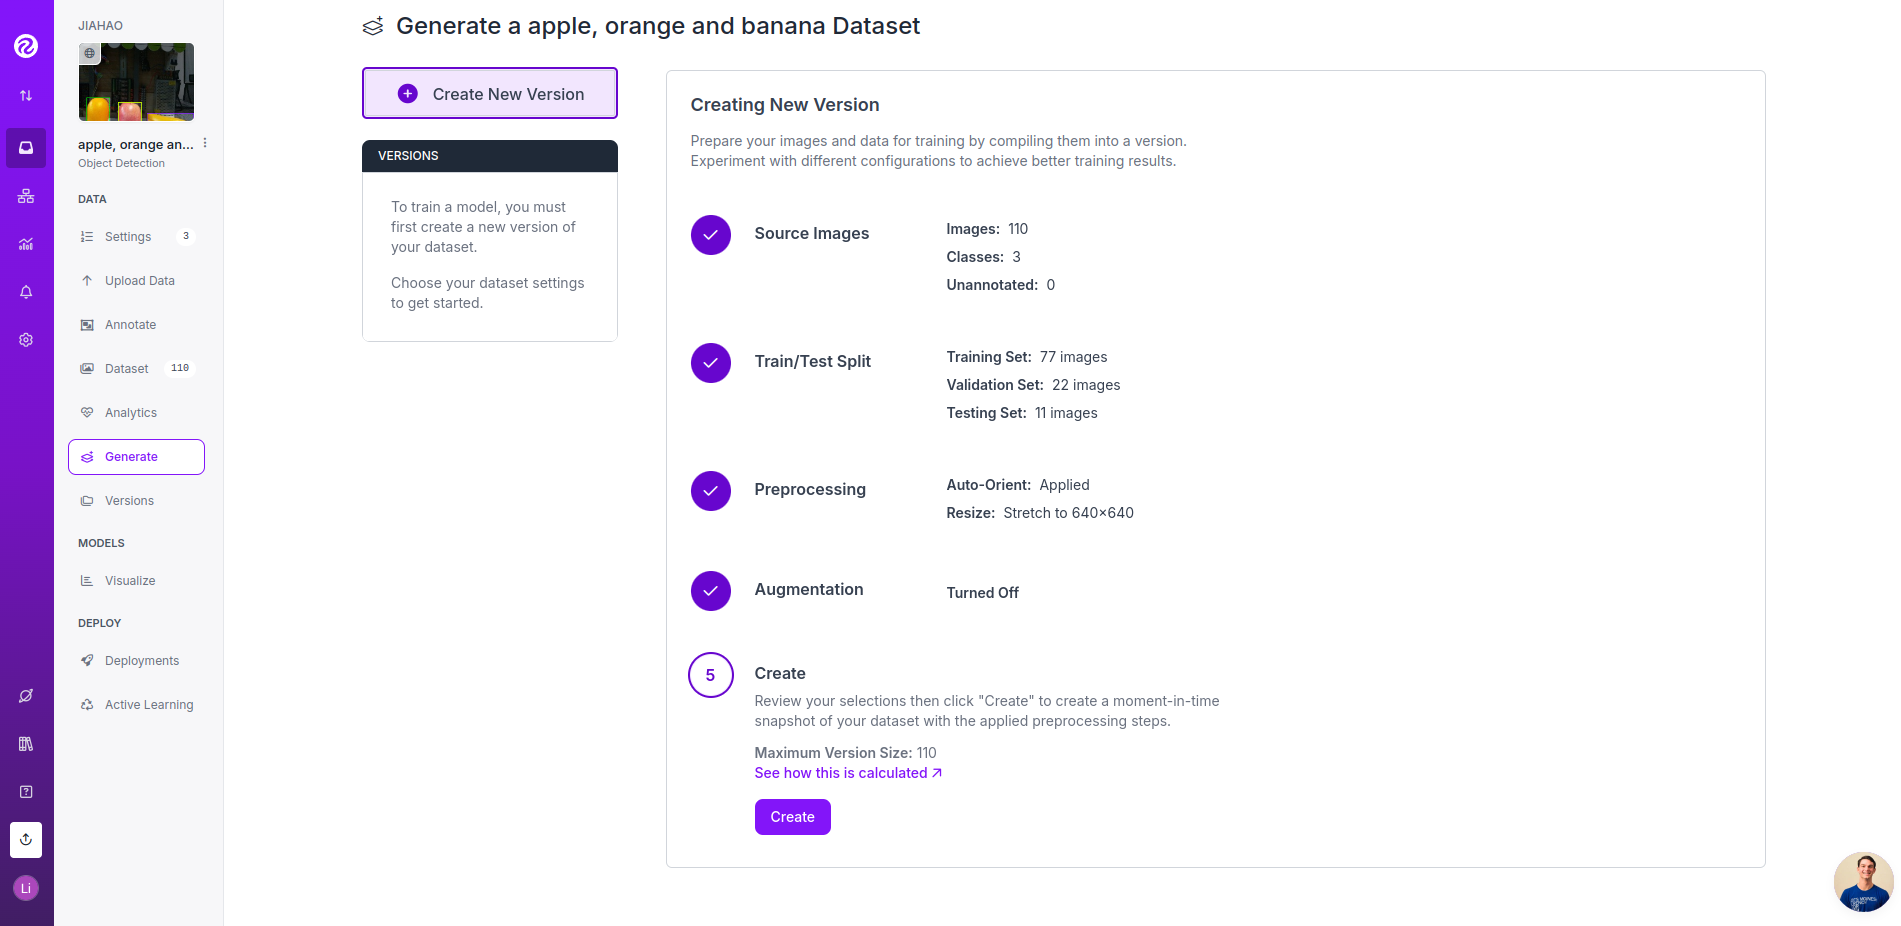 JIAHAO
apple, orange an...
Object Detection
DATA
Settings 3
Upload Data
Annotate
Dataset 110
Analytics
Generate
Versions
MODELS
Visualize
DEPLOY
Deployments
Active Learning
Li
Generate a apple, orange and banana Dataset
Create New Version
VERSIONS
To train a model, you must
first create a new version of
your dataset.
Choose your dataset settings
to get started.
Creating New Version
Prepare your images and data for training by compiling them into a version.
Experiment with different configurations to achieve better training results.
Source Images
Images: 110
Classes: 3
Unannotated: 0
Train/Test Split
Training Set: 77 images
Validation Set: 22 images
Testing Set: 11 images
Preprocessing
Auto-Orient: Applied
Resize: Stretch to 640×640
Augmentation
Turned Off
5
Create
Review your selections then click "Create" to create a moment-in-time
snapshot of your dataset with the applied preprocessing steps.
Maximum Version Size: 110
See how this is calculated
Create